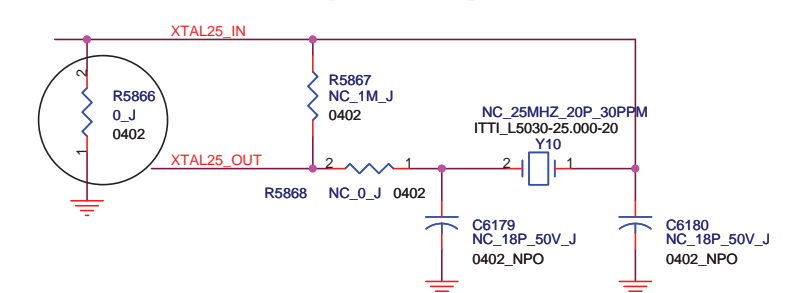 XTAL25_IN
2
R5866
0_J
0402
1
R5867
NC_1M_J
0402
NC_25MHZ_20P_30PPM
ITTI_L5030-25.000-20
Y10
XTAL25_OUT
2
1
2
1
R5868 NC_0_J 0402
C6179
NC_18P_50V_J
0402_NPO
C6180
NC_18P_50V_J
0402_NPO